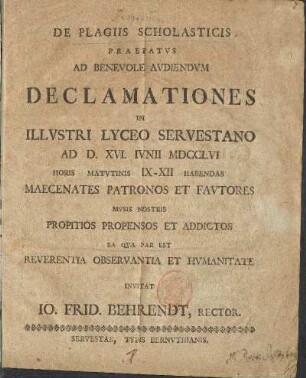 DE PLAGIIS SCHOLASTICIS
PRAEFATVS
AD BENEVOLE AVDIENDVM
DECLAMATIONES
IN
ILLVSTRI LYCEO SERVESTANO
AD D. XVI. IVNII MDCCLVI
HORIS MATVTINIS IX-XII HABENDAS
MAECENATES PATRONOS ET FAVTORES
MVSIS NOSTRIS
PROPITIOS PROPENSOS ET ADDICTOS
EA QVA PAR EST
REVERENTIA OBSERVANTIA ET HVMANITATE
INVITAT
IO. FRID. BEHRENDT, RECTOR.
SERVESTAE, TYPIS BERNVTHIANIS.